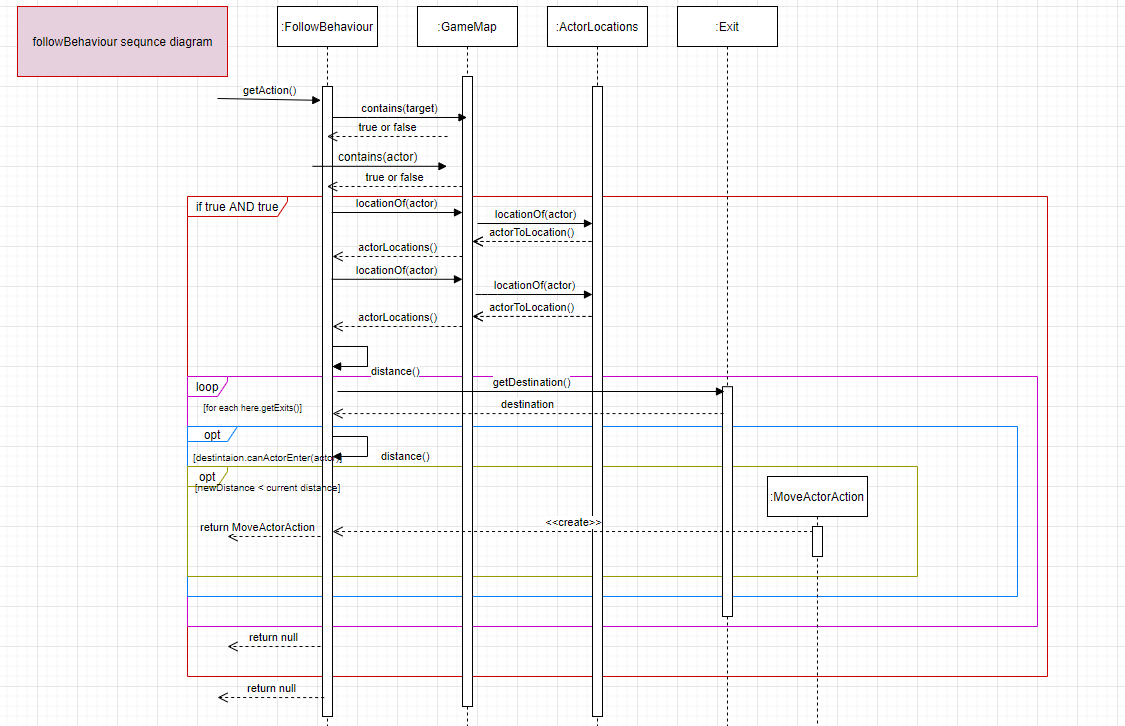 followBehaviour sequnce diagram
:FollowBehaviour
:GameMap
:ActorLocations
:Exit
getAction()
contains(target)
true or false
contains(actor)
true or false
if true AND true
locationOf(actor)
locationOf(actor)
actorToLocation()
actorLocations()
locationOf(actor)
locationOf(actor)
actorToLocation()
actorLocations()
distance()
loop
getDestination()
[for each here.getExits()]
destination
opt
[destintaion.canActorEnter(actor)]
distance()
opt
[newDistance < current distance]
:MoveActorAction
<<create>>
return MoveActorAction
return null
return null